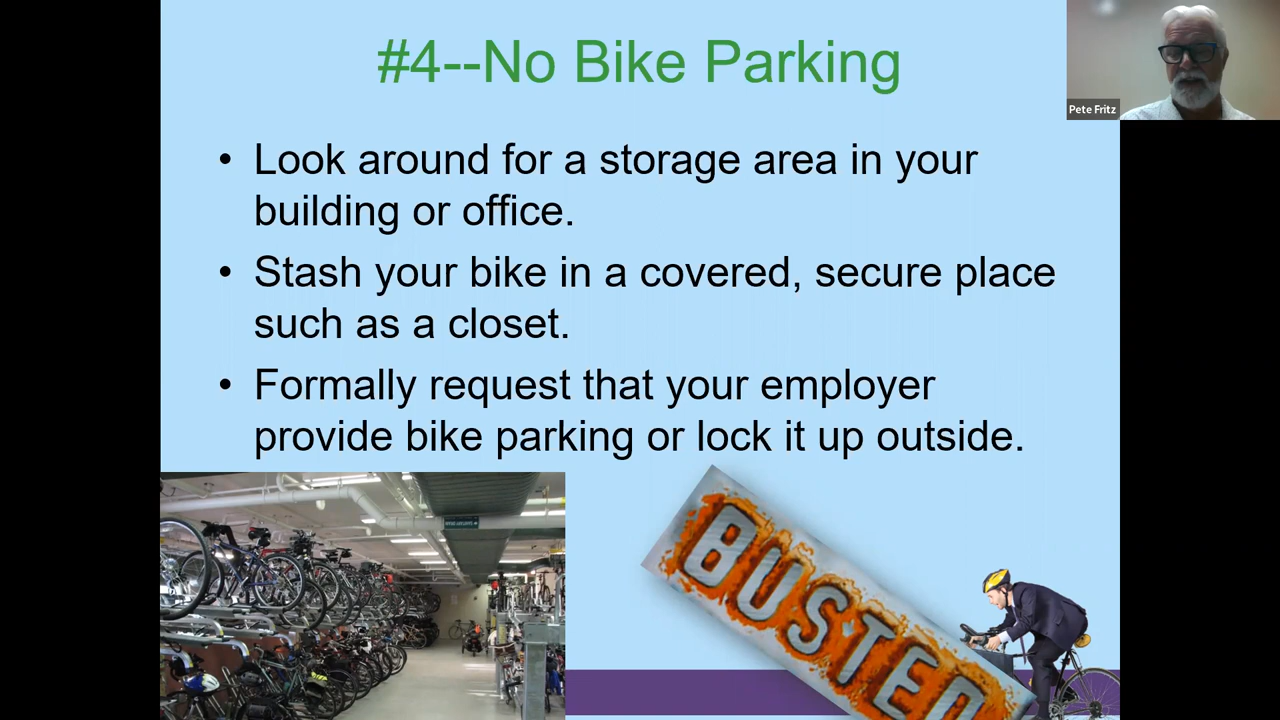 #4--No Bike Parking
Pete Fritz
• Look around for a storage area in your
building or office.
• Stash your bike in a covered, secure place
such as a closet.
• Formally request that your employer
provide bike parking or lock it up outside.
BUSTED